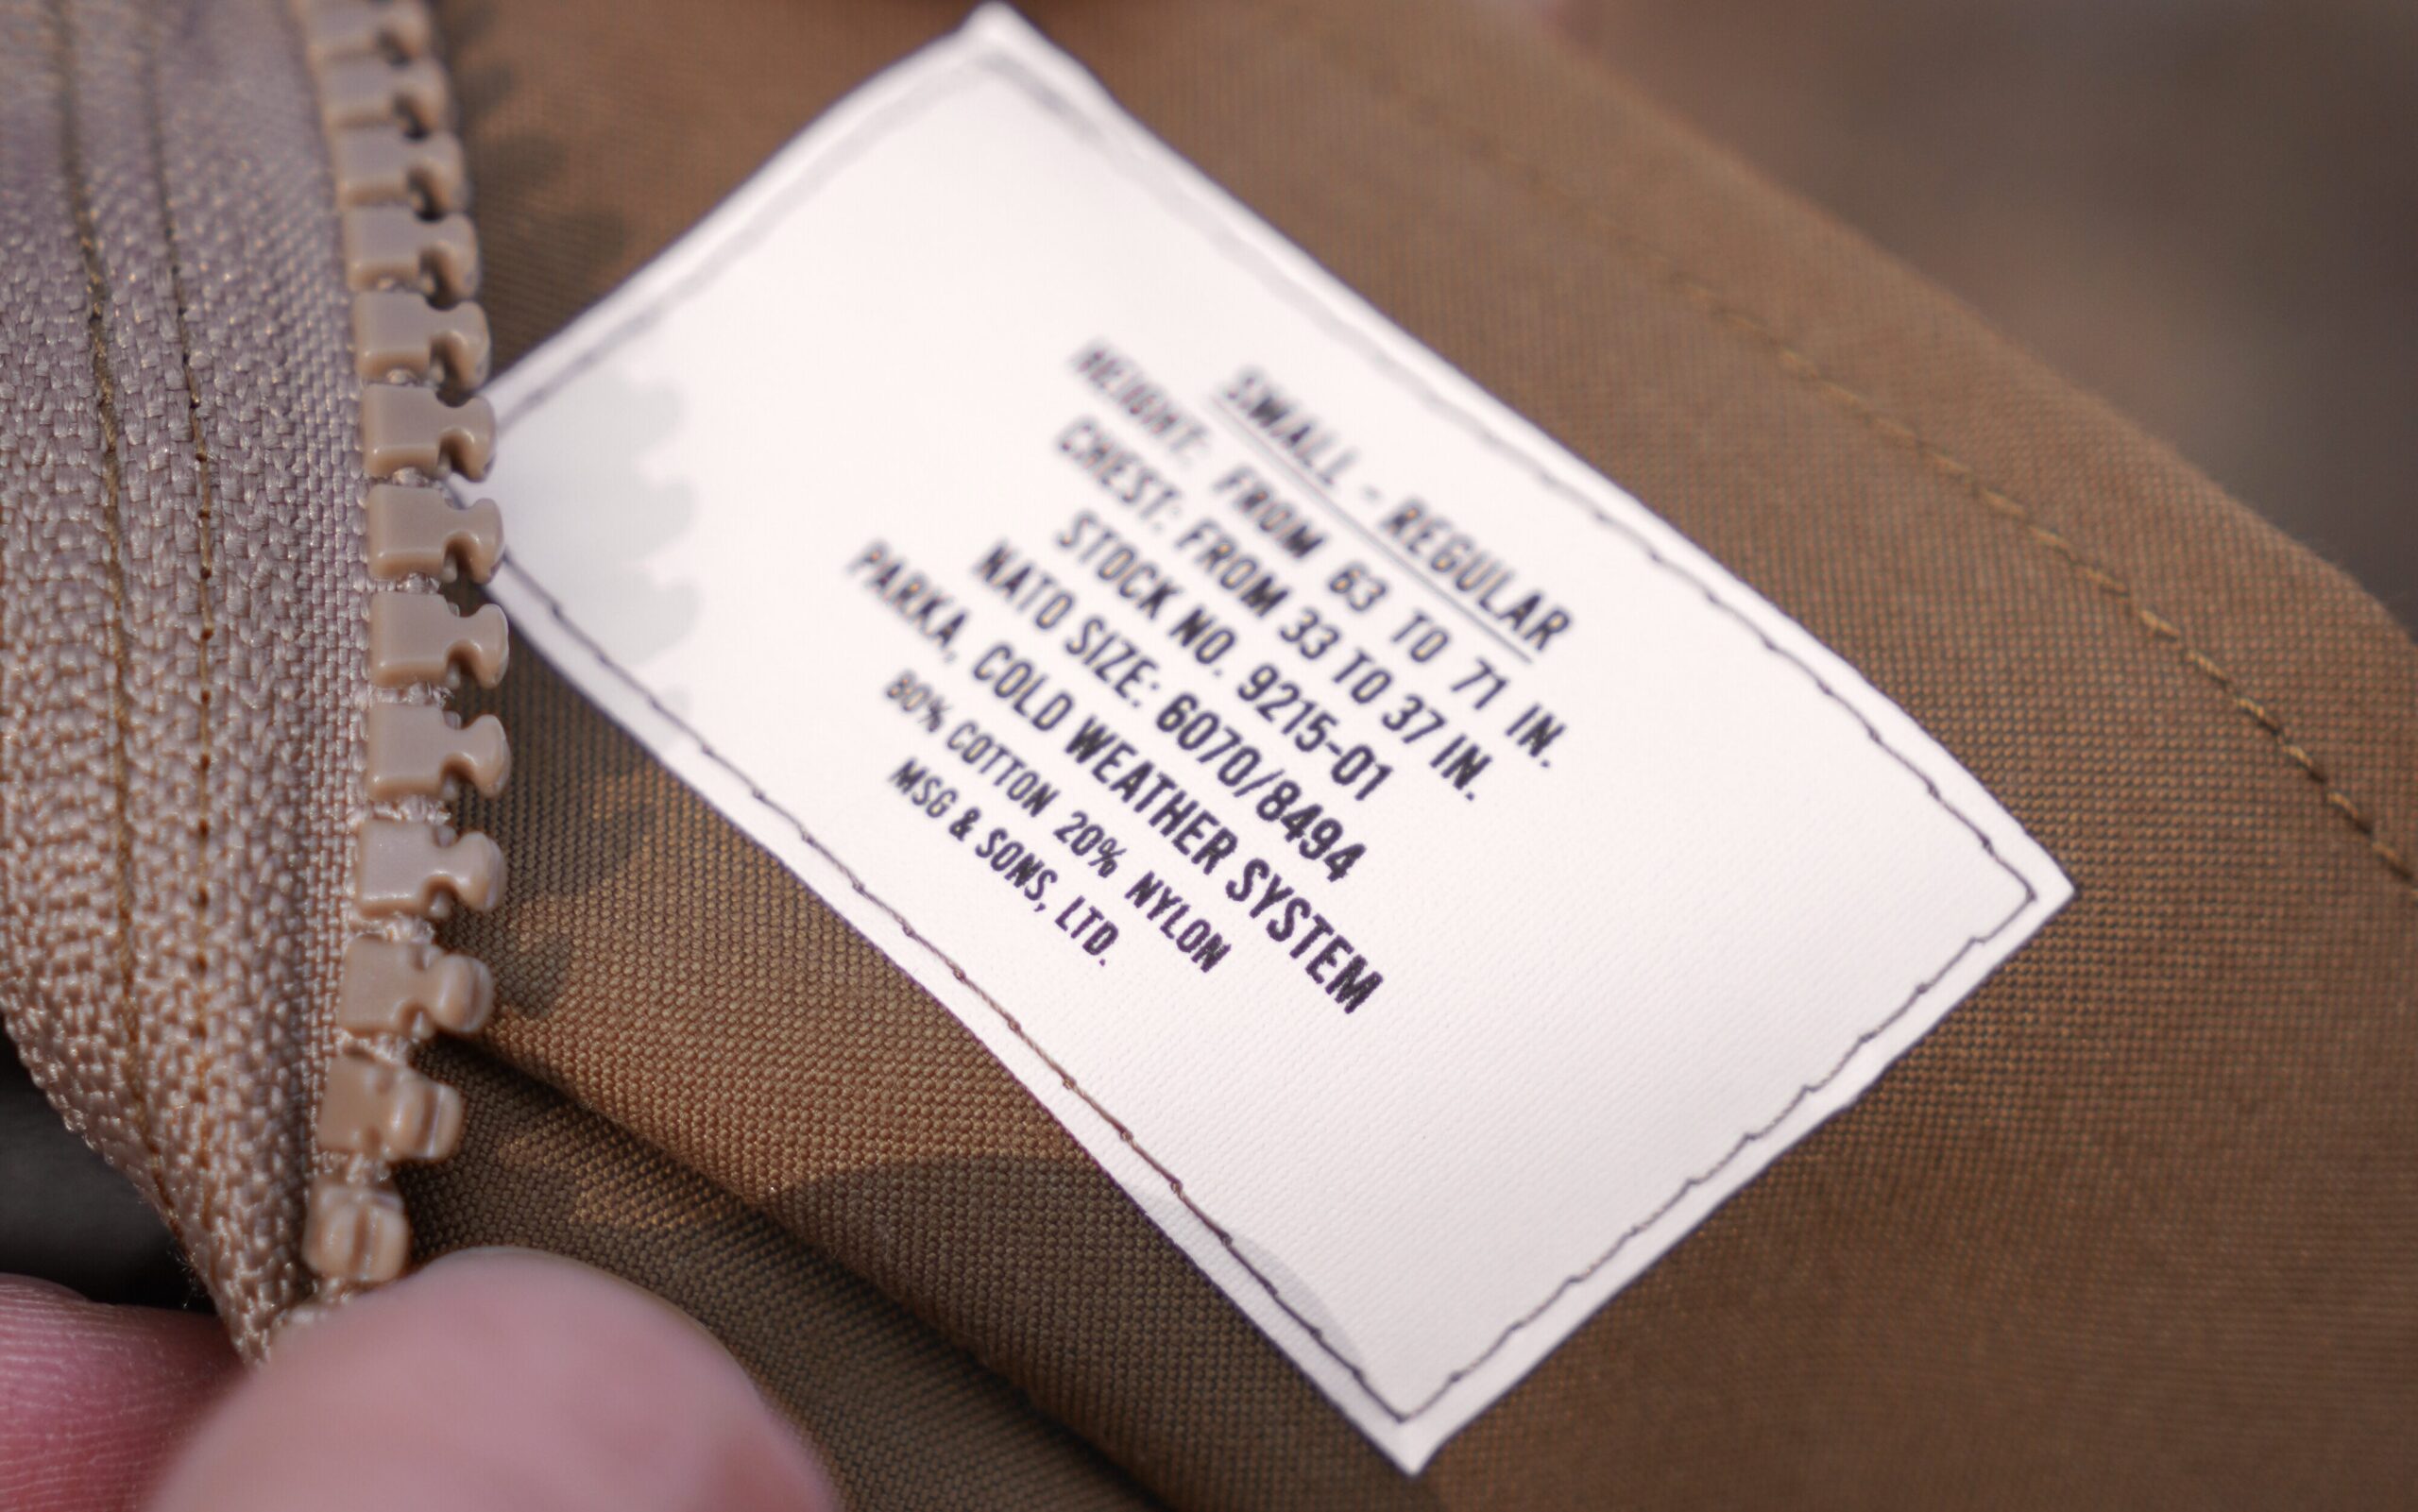 SMALL - REGULAR
HEIGHT: FROM 63 TO 71 IN.
CHEST: FROM 33 TO 37 IN.
STOCK NO. 9215-01
NATO SIZE: 6070/8494
PARKA, COLD WEATHER SYSTEM
80% COTTON 20% NYLON
MSG & SONS, LTD.